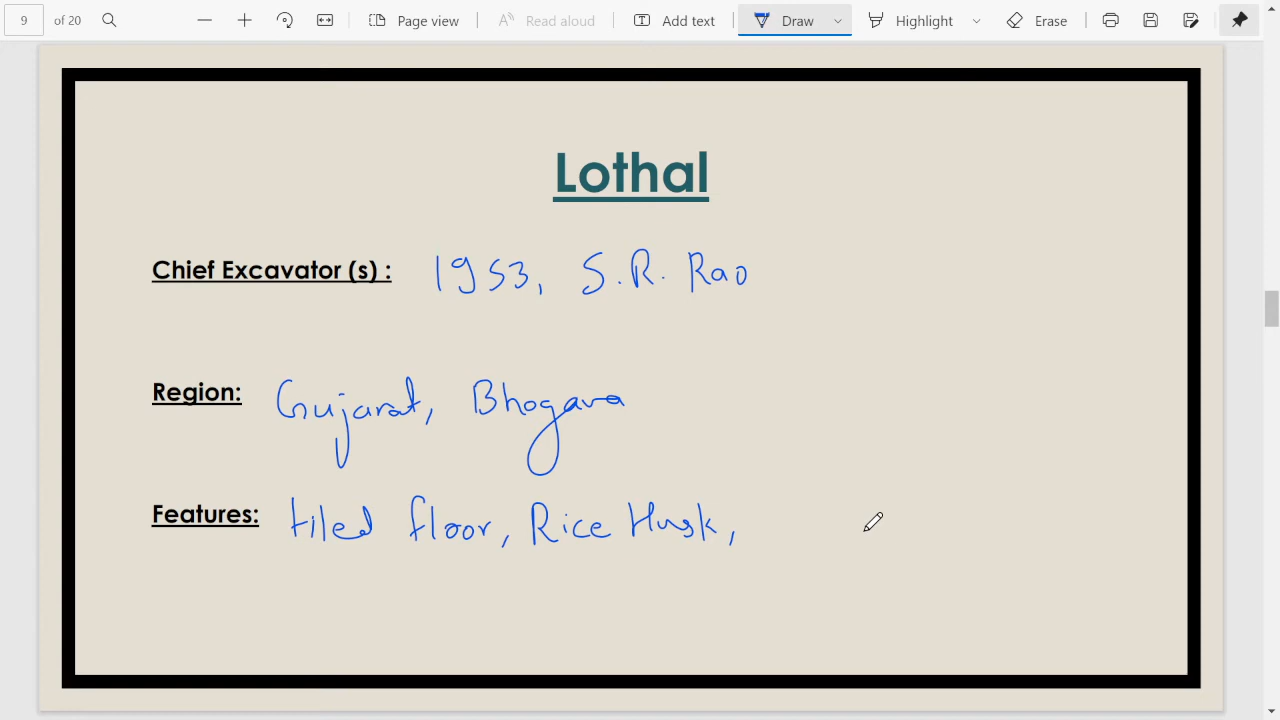 9 of 20 Page view Read aloud Add text Draw Highlight Erase
Lothal
Chief Excavator (s) : 1953, S.R. Rao
Region: Gujarat, Bhogava
Features: tiled floor, Rice Husk,